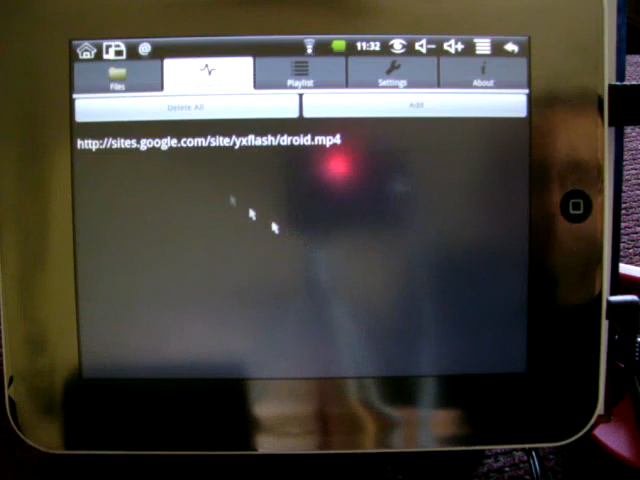 @ 11:32
Files Playlist Settings About
Delete All Add
http://sites.google.com/site/yxflash/droid.mp4